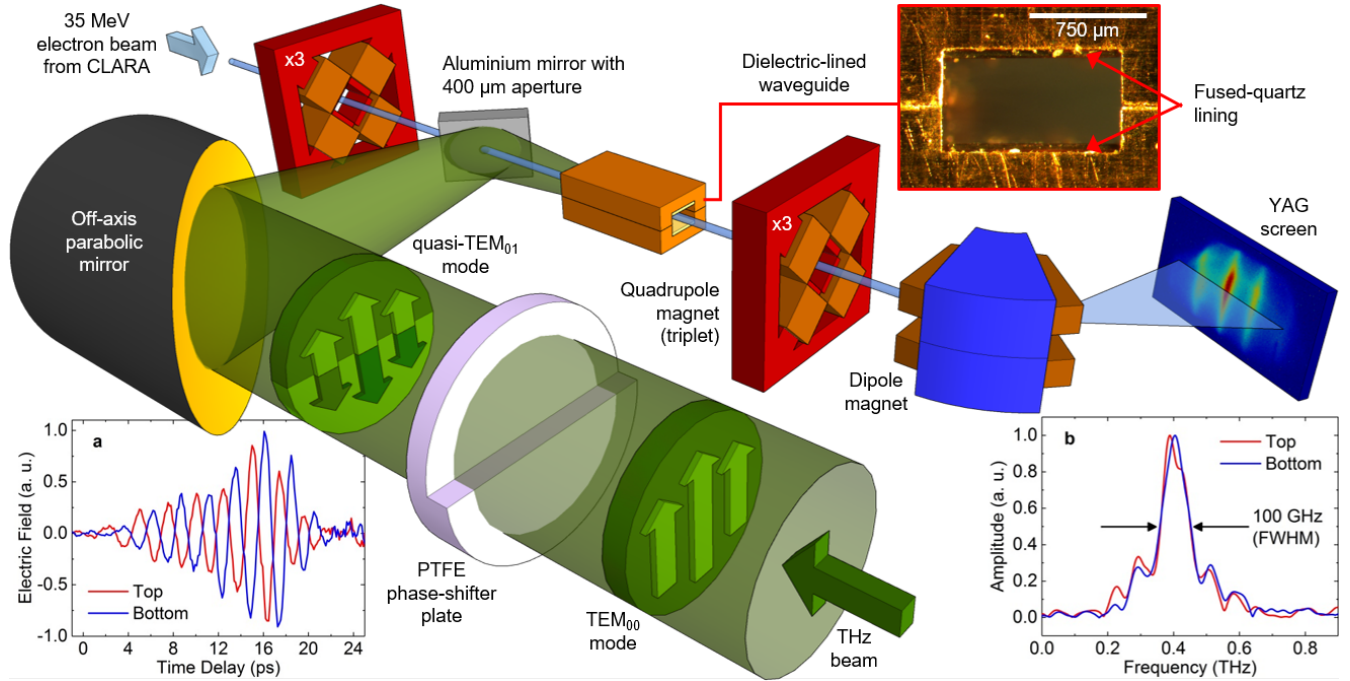 35 MeV
electron beam
from CLARA
x3
Aluminium mirror with
400 µm aperture
Dielectric-lined
waveguide
750 µm
Fused-quartz
lining
Off-axis
parabolic
mirror
quasi-TEM₀₁
mode
x3
Quadrupole
magnet
(triplet)
YAG
screen
Dipole
magnet
PTFE
phase-shifter
plate
TEM₀₀
mode
THz
beam
a
Electric Field (a. u.)
1.0
0.5
0.0
-0.5
-1.0
Top
Bottom
0 4 8 12 16 20 24
Time Delay (ps)
b
Amplitude (a. u.)
1.0
0.8
0.6
0.4
0.2
0.0
Top
Bottom
100 GHz
(FWHM)
0.0 0.2 0.4 0.6 0.8
Frequency (THz)